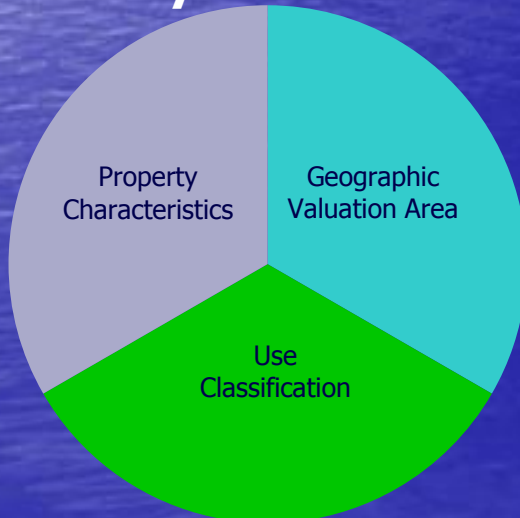 Property
Characteristics
Geographic
Valuation Area
Use
Classification